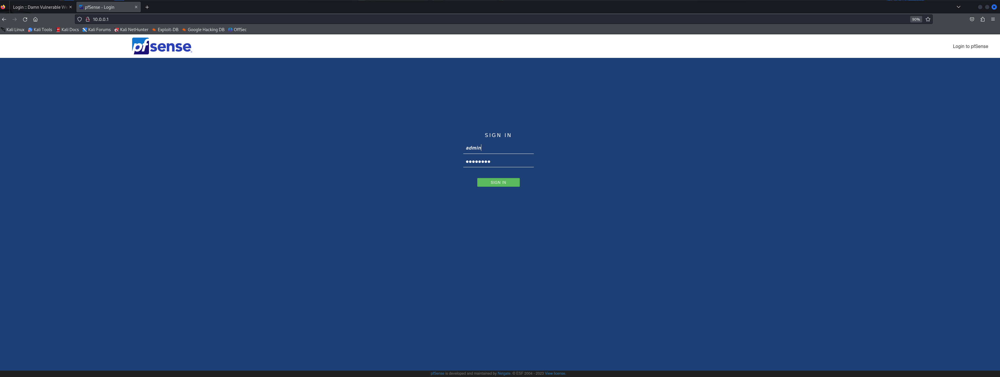 Login :: Damn Vulnerable We
pfSense - Login
10.0.0.1
90%
Kali Linux Kali Tools Kali Docs Kali Forums Kali NetHunter Exploit-DB Google Hacking DB OffSec
pfsense
Login to pfSense
SIGN IN
admin
••••••••
SIGN IN
pfSense is developed and maintained by Netgate. © ESF 2004 - 2023 View license.